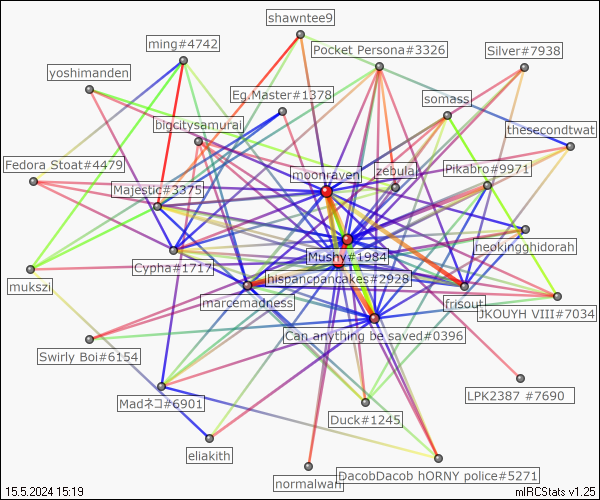 shawntee9
ming#4742
Pocket Persona#3326
Silver#7938
yoshimanden
Eg.Master#1378
somass
bigcitysamurai
thesecondtwat
Fedora Stoat#4479
moonraven
zebulai
Pikabro#9971
Majestic#3375
Mushy#1984
neokingghidorah
Cypha#1717
hispancpancakes#2928
mukszi
marcemadness
frisout
JKOUYH VIII#7034
Can anything be saved#0396
Swirly Boi#6154
LPK2387 #7690
Madネコ#6901
Duck#1245
eliakith
DacobDacob hORNY police#5271
normalwan
15.5.2024 15:19
mIRCStats v1.25